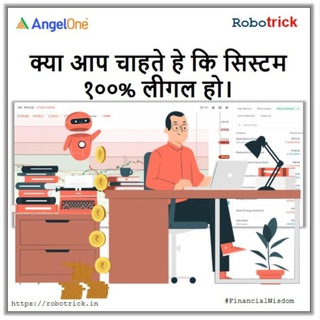 AngelOne
Robotrick
क्या आप चाहते हे कि सिस्टम
१००% लीगल हो।
https://robotrick.in
#FinancialWisdom